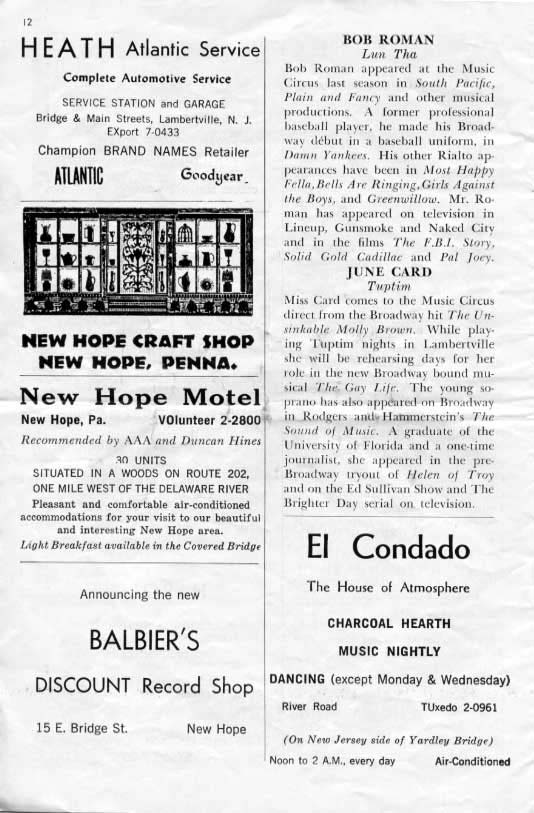 12
HEATH Atlantic Service
Complete Automotive Service
SERVICE STATION and GARAGE
Bridge & Main Streets, Lambertville, N. J.
EXport 7-0433
Champion BRAND NAMES Retailer
ATLANTIC Goodyear
NEW HOPE CRAFT SHOP
NEW HOPE, PENNA.
New Hope Motel
New Hope, Pa. VOlunteer 2-2800
Recommended by AAA and Duncan Hines
30 UNITS
SITUATED IN A WOODS ON ROUTE 202,
ONE MILE WEST OF THE DELAWARE RIVER
Pleasant and comfortable air-conditioned
accommodations for your visit to our beautiful
and interesting New Hope area.
Light Breakfast available in the Covered Bridge
Announcing the new
BALBIER'S
DISCOUNT Record Shop
15 E. Bridge St. New Hope
BOB ROMAN
Lun Tha
Bob Roman appeared at the Music
Circus last season in South Pacific,
Plain and Fancy and other musical
productions. A former professional
baseball player, he made his Broad-
way début in a baseball uniform, in
Damn Yankees. His other Rialto ap-
pearances have been in Most Happy
Fella, Bells Are Ringing, Girls Against
the Boys, and Greenwillow. Mr. Ro-
man has appeared on television in
Lineup, Gunsmoke and Naked City
and in the films The F.B.I. Story,
Solid Gold Cadillac and Pal Joey.
JUNE CARD
Tuptim
Miss Card comes to the Music Circus
direct from the Broadway hit The Un-
sinkable Molly Brown. While play-
ing Tuptim nights in Lambertville
she will be rehearsing days for her
role in the new Broadway bound mu-
sical The Gay Life. The young so-
prano has also appeared on Broadway
in Rodgers and Hammerstein's The
Sound of Music. A graduate of the
University of Florida and a one-time
journalist, she appeared in the pre-
Broadway tryout of Helen of Troy
and on the Ed Sullivan Show and The
Brighter Day serial on television.
El Condado
The House of Atmosphere
CHARCOAL HEARTH
MUSIC NIGHTLY
DANCING (except Monday & Wednesday)
River Road TUxedo 2-0961
(On New Jersey side of Yardley Bridge)
Noon to 2 A.M., every day Air-Conditioned